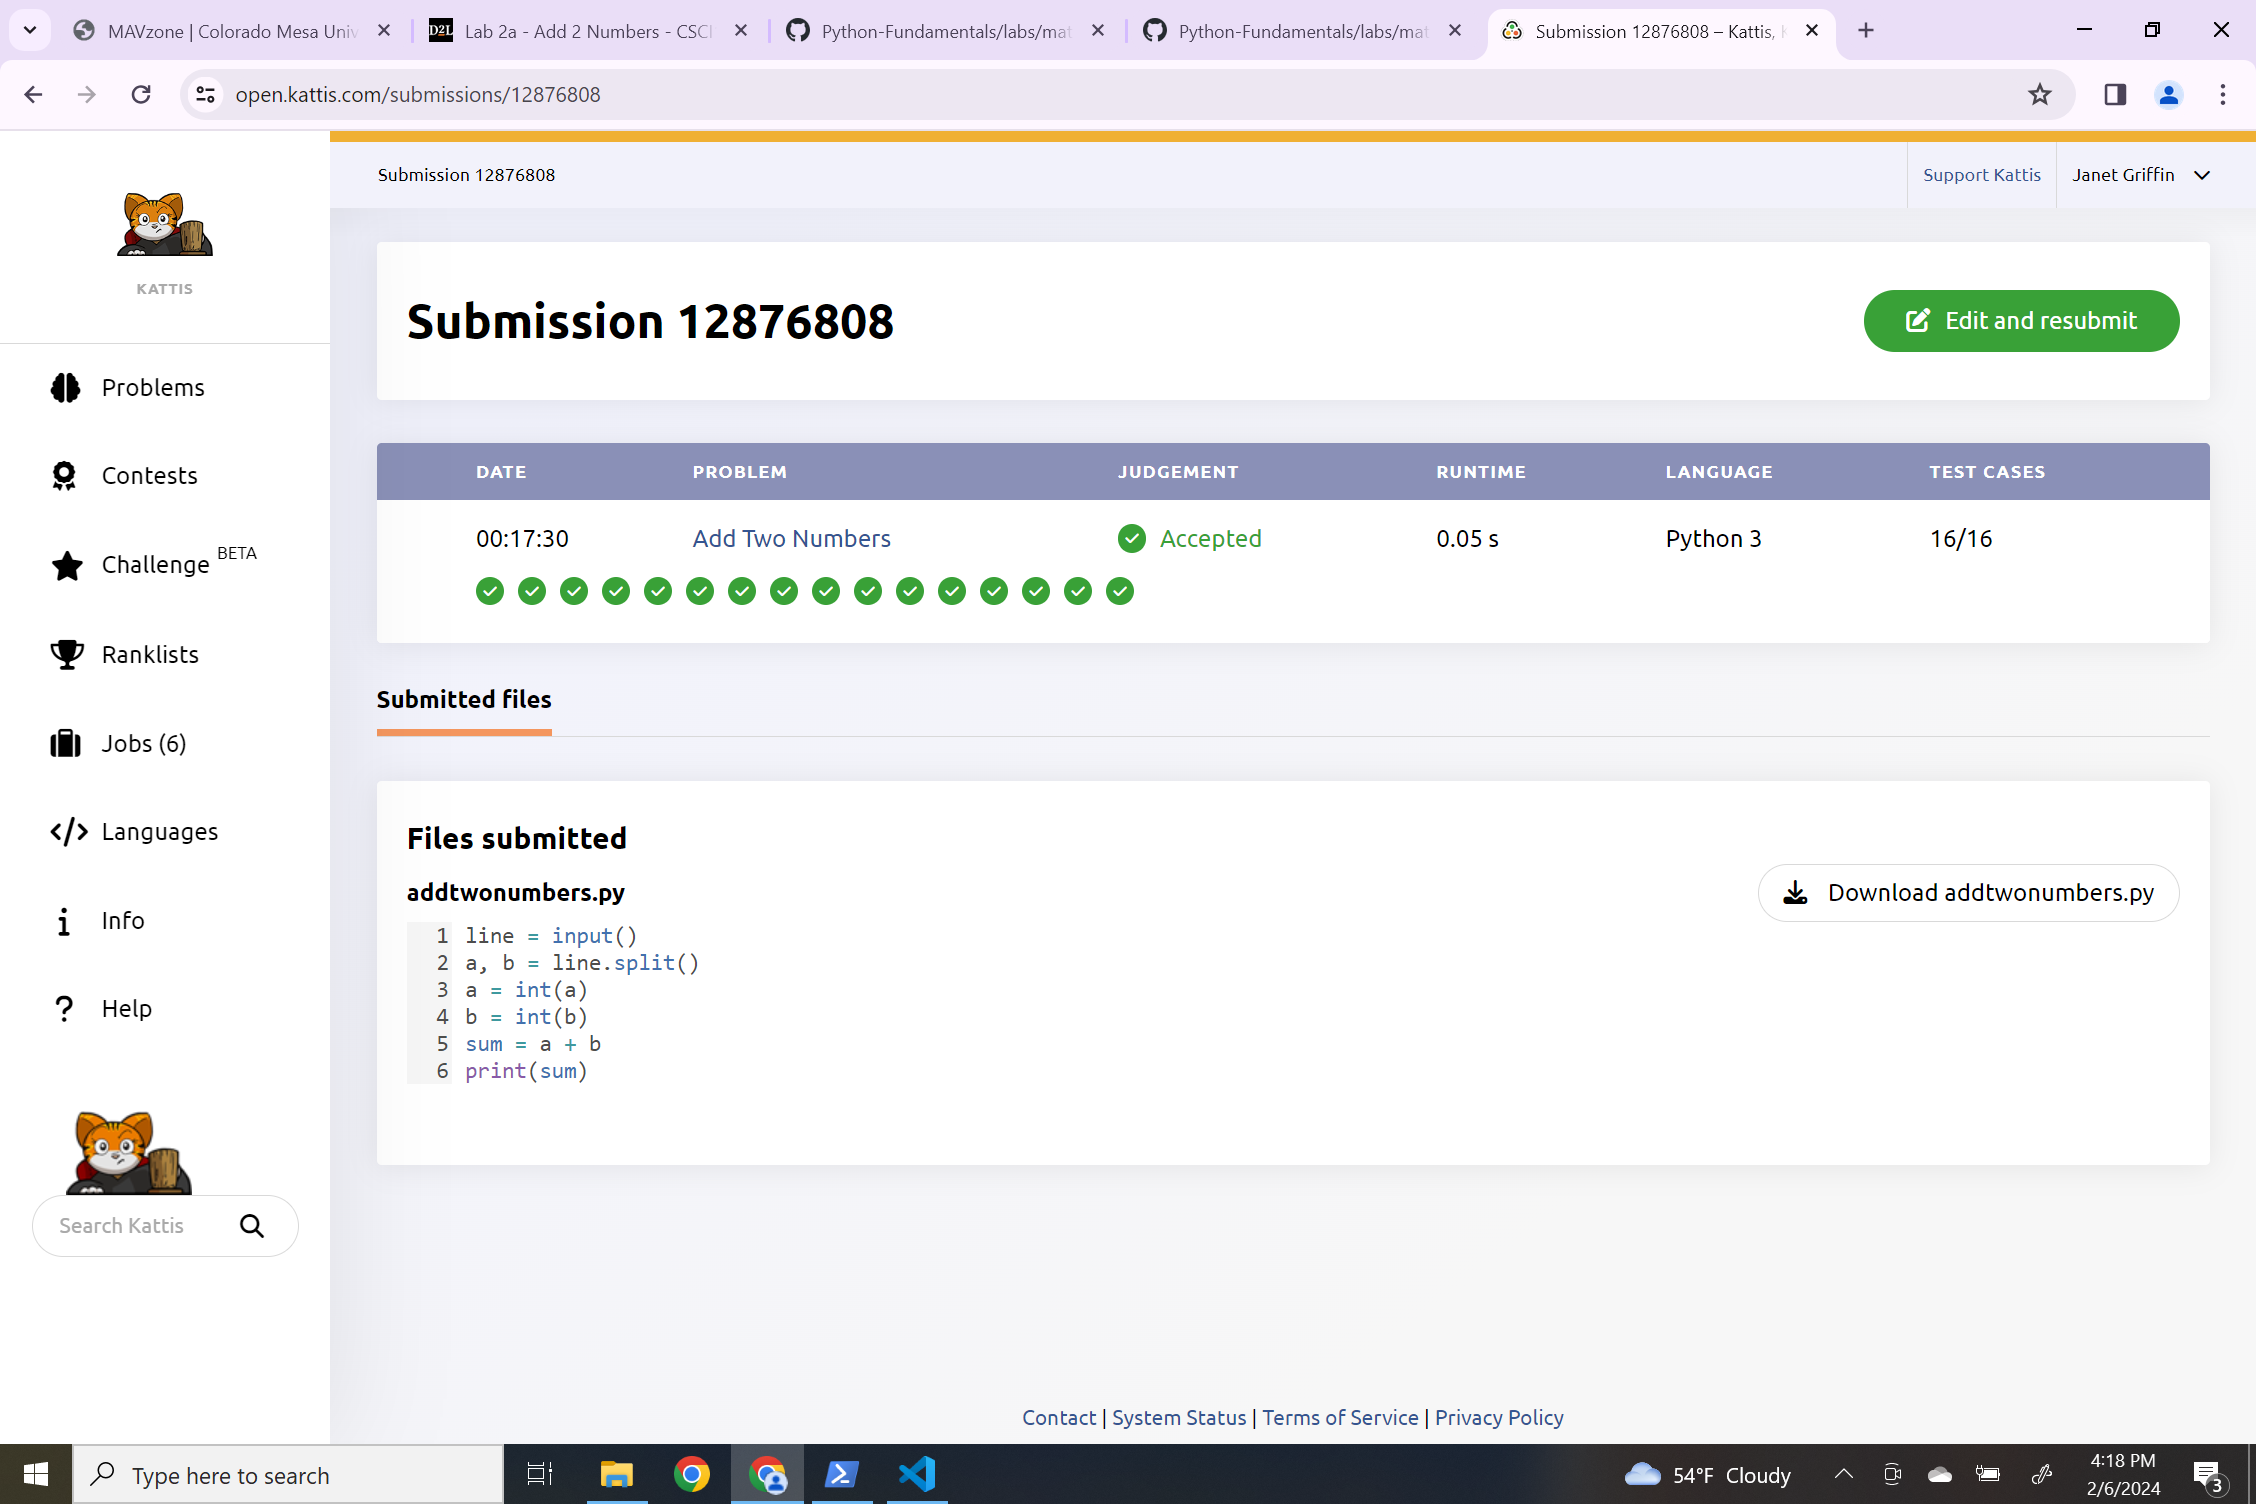 MAVzone | Colorado Mesa Univ
D2L Lab 2a - Add 2 Numbers - CSCI
Python-Fundamentals/labs/mat
Python-Fundamentals/labs/mat
Submission 12876808 – Kattis, K
open.kattis.com/submissions/12876808
KATTIS
Problems
Contests
Challenge BETA
Ranklists
Jobs (6)
Languages
Info
Help
Search Kattis
Submission 12876808
Support Kattis
Janet Griffin
Submission 12876808
Edit and resubmit
DATE PROBLEM JUDGEMENT RUNTIME LANGUAGE TEST CASES
00:17:30 Add Two Numbers Accepted 0.05 s Python 3 16/16
Submitted files
Files submitted
addtwonumbers.py
Download addtwonumbers.py
1 line = input()
2 a, b = line.split()
3 a = int(a)
4 b = int(b)
5 sum = a + b
6 print(sum)
Contact | System Status | Terms of Service | Privacy Policy
Type here to search
54°F Cloudy
4:18 PM
2/6/2024
3